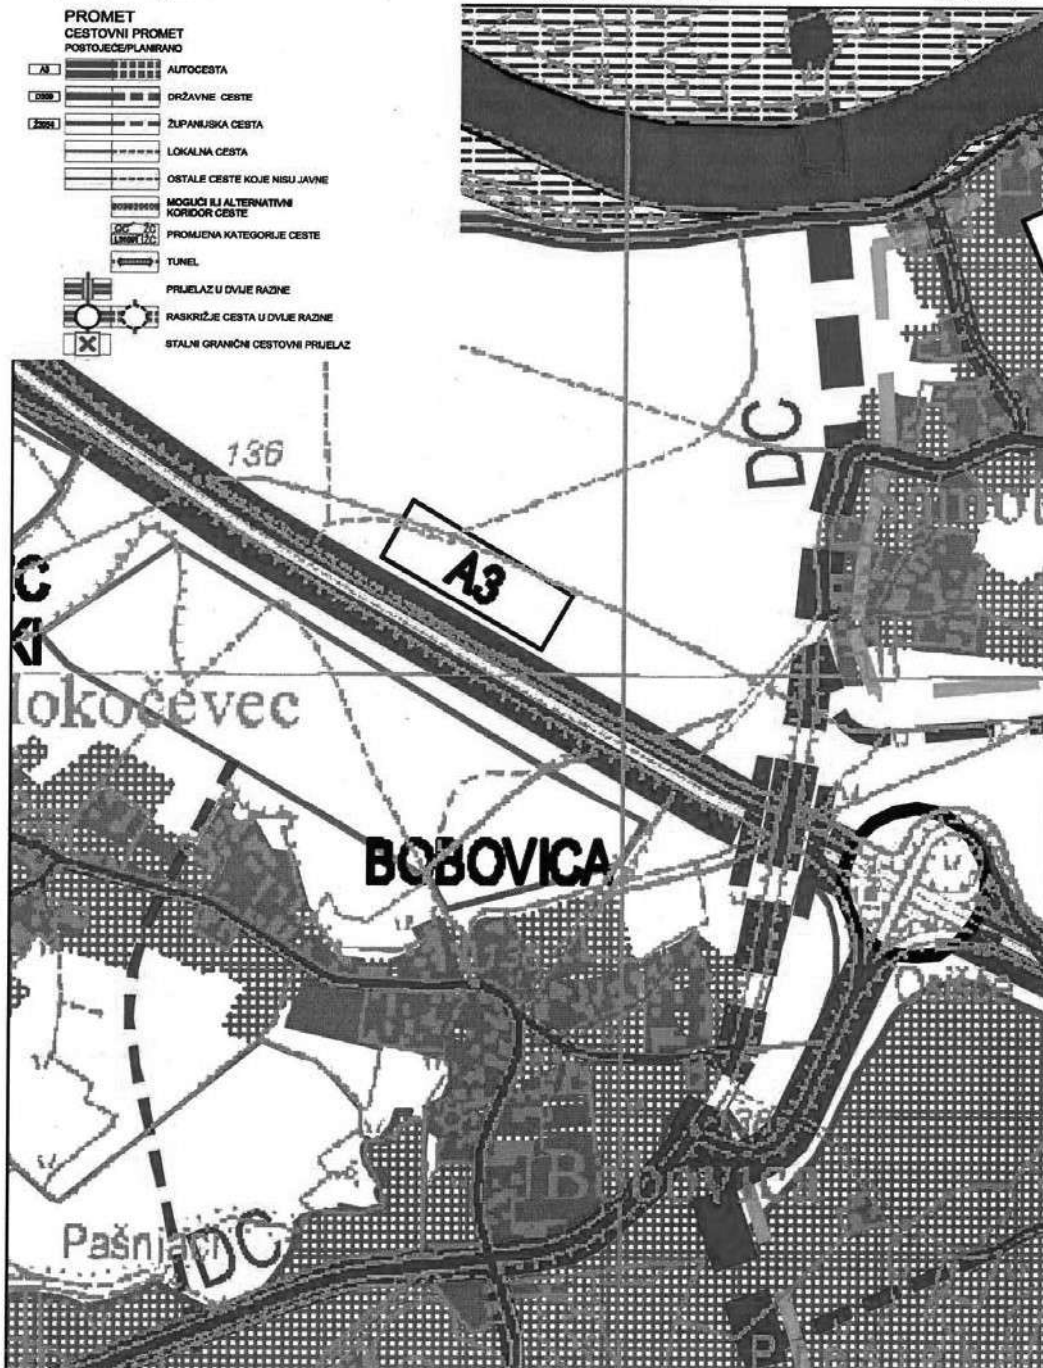 PROMET
CESTOVNI PROMET
POSTOJEĆE/PLANIRANO
A3 AUTOCESTA
DRŽAVNE CESTE
ŽUPANIJSKA CESTA
LOKALNA CESTA
OSTALE CESTE KOJE NISU JAVNE
MOGUĆI ILI ALTERNATIVNI
KORIDOR CESTE
PROMJENA KATEGORIJE CESTE
TUNEL
PRIJELAZ U DVIJE RAZINE
RASKRIŽJE CESTA U DVIJE RAZINE
STALNI GRANIČNI CESTOVNI PRIJELAZ
136
DC
A3
KI
lokočevec
BOBOVICA
Pašnjaci
DC
P